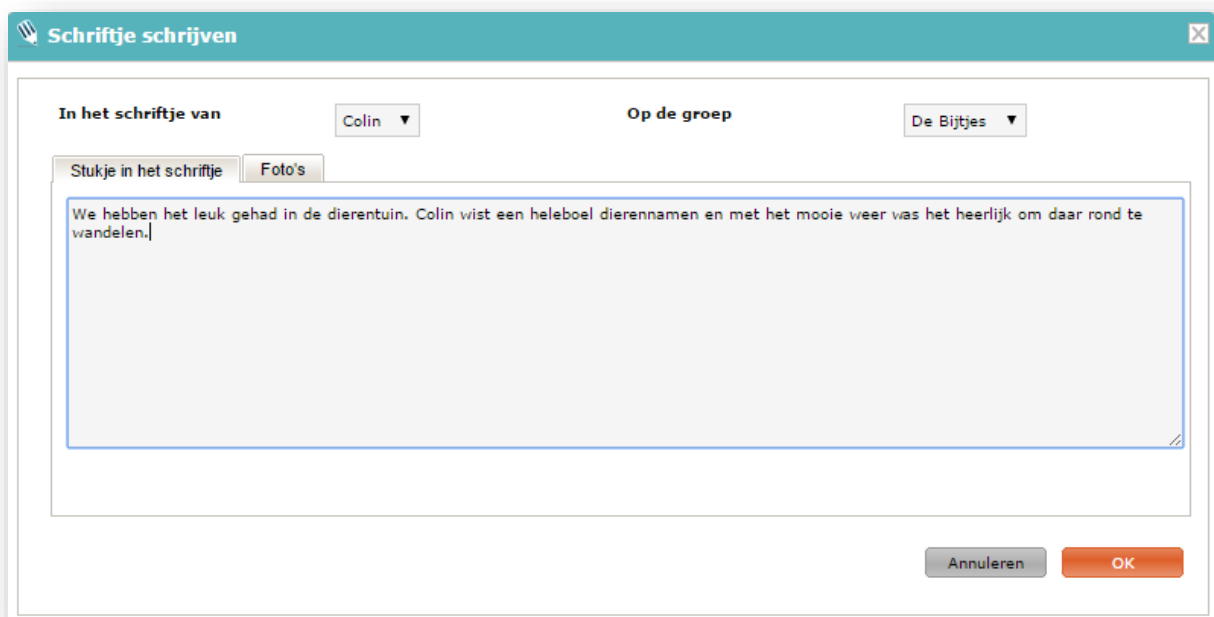 Schriftje schrijven
In het schriftje van
Colin
Op de groep
De Bijtjes
Stukje in het schriftje
Foto's
We hebben het leuk gehad in de dierentuin. Colin wist een heleboel dierennamen en met het mooie weer was het heerlijk om daar rond te
wandelen.
Annuleren
OK